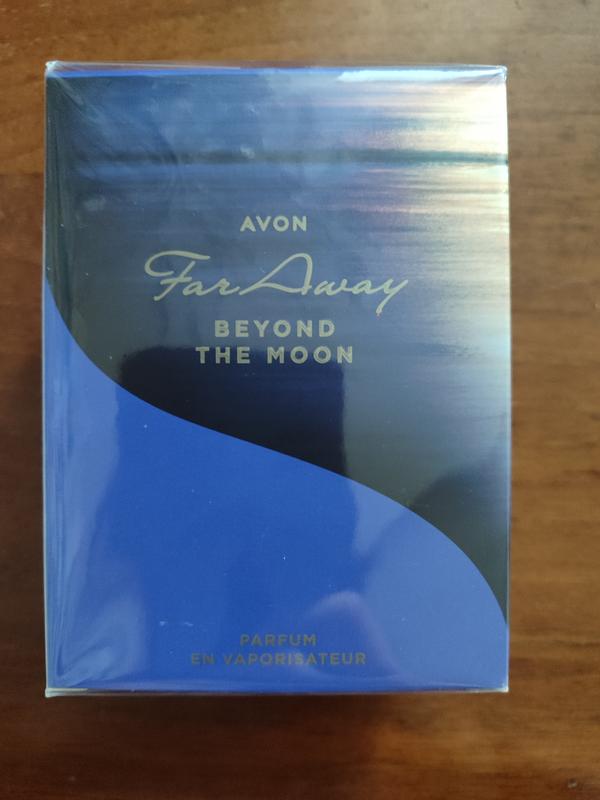 AVON
Far Away
BEYOND
THE MOON
PARFUM
EN VAPORISATEUR